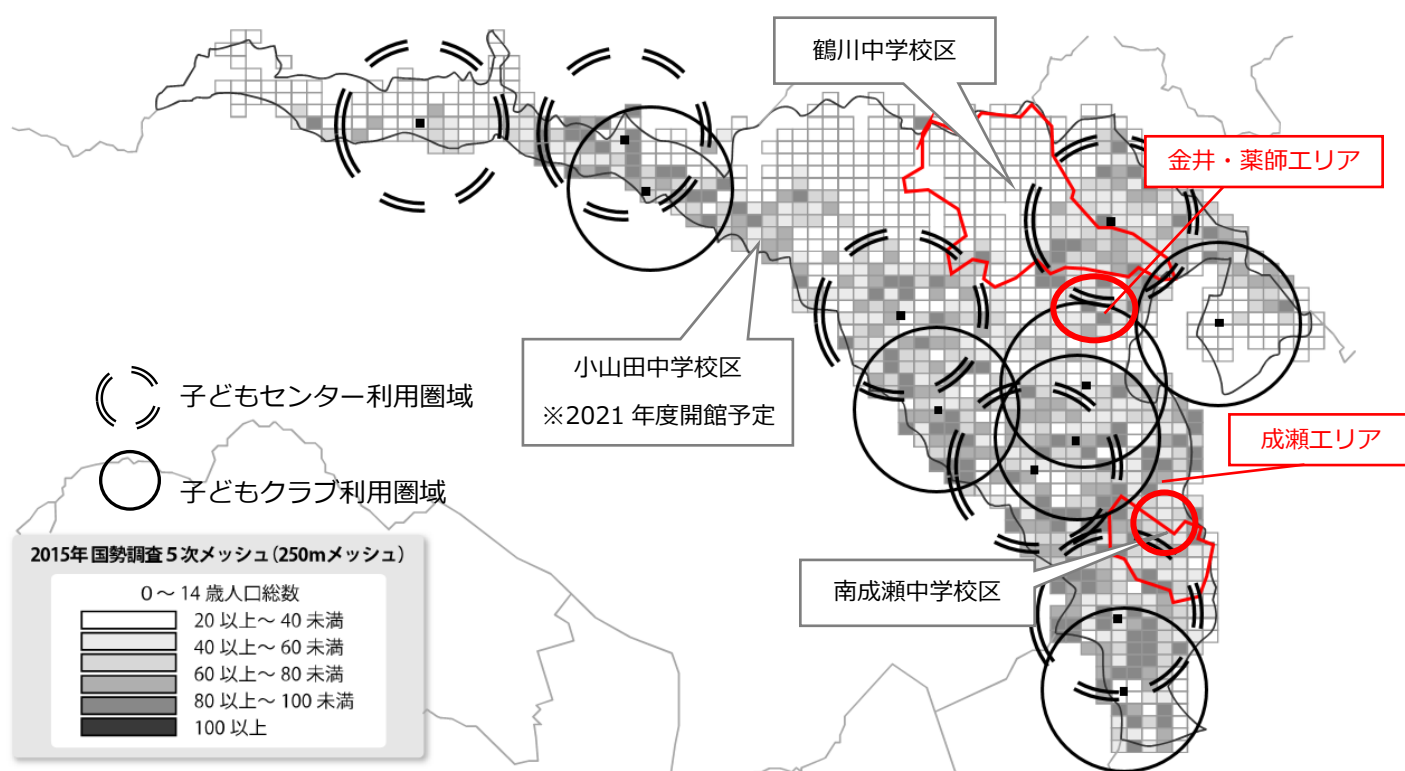 鶴川中学校区
金井・薬師エリア
小山田中学校区
※2021 年度開館予定
子どもセンター利用圏域
成瀬エリア
子どもクラブ利用圏域
2015年 国勢調査５次メッシュ（250mメッシュ）
０～ 14 歳人口総数
20 以上～ 40 未満
40 以上～ 60 未満
60 以上～ 80 未満
80 以上～ 100 未満
100 以上
南成瀬中学校区